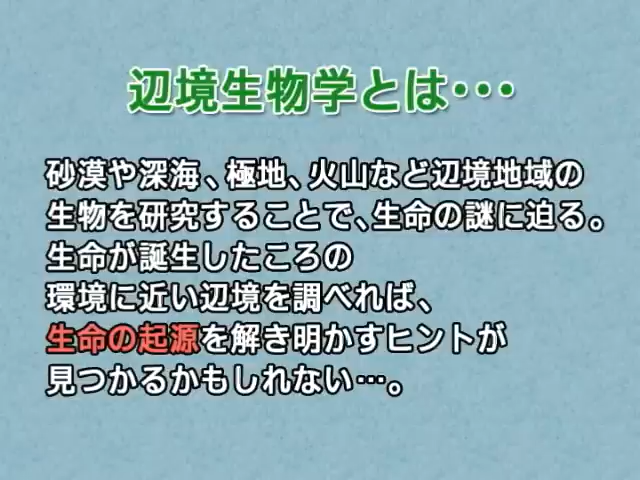 辺境生物学とは･･･
砂漠や深海、極地、火山など辺境地域の
生物を研究することで、生命の謎に迫る。
生命が誕生したころの
環境に近い辺境を調べれば、
生命の起源を解き明かすヒントが
見つかるかもしれない…。